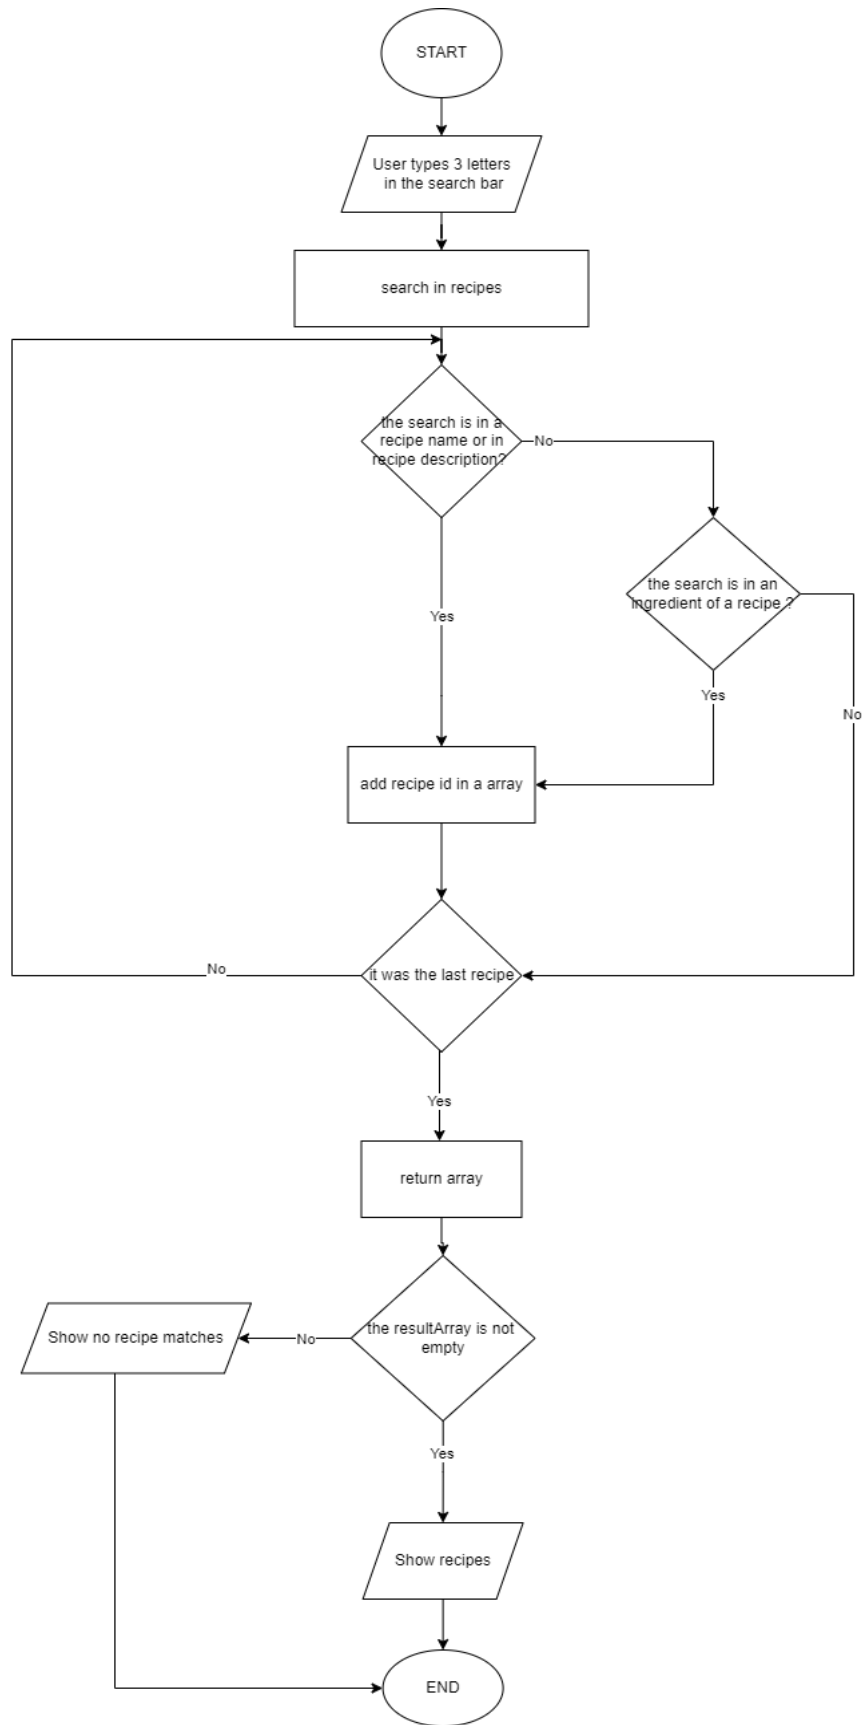 START
User types 3 letters
in the search bar
search in recipes
the search is in a
recipe name or in
recipe description?
No
the search is in an
ingredient of a recipe ?
Yes
Yes
No
add recipe id in a array
it was the last recipe
No
Yes
return array
the resultArray is not
empty
No
Show no recipe matches
Yes
Show recipes
END